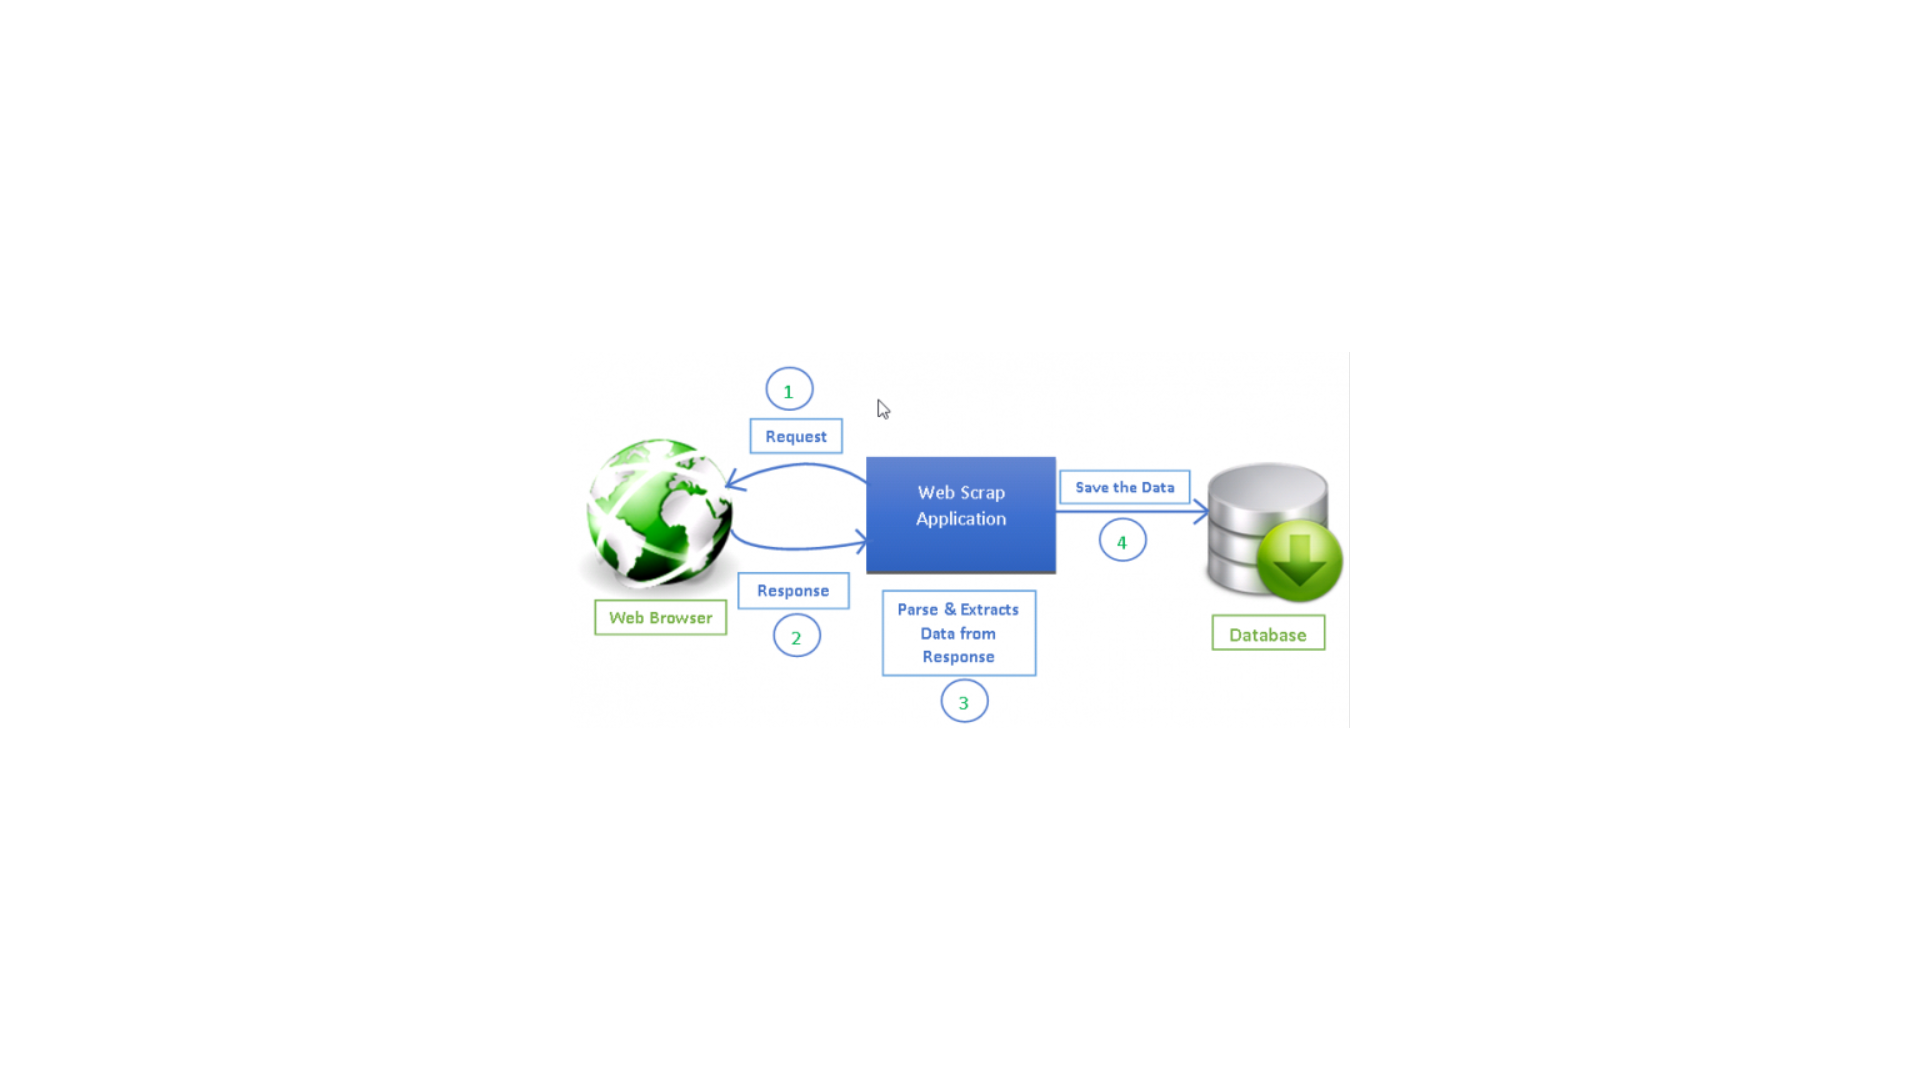 1
Request
Web Scrap
Application
Save the Data
4
Response
2
Web Browser
Parse & Extracts
Data from
Response
3
Database